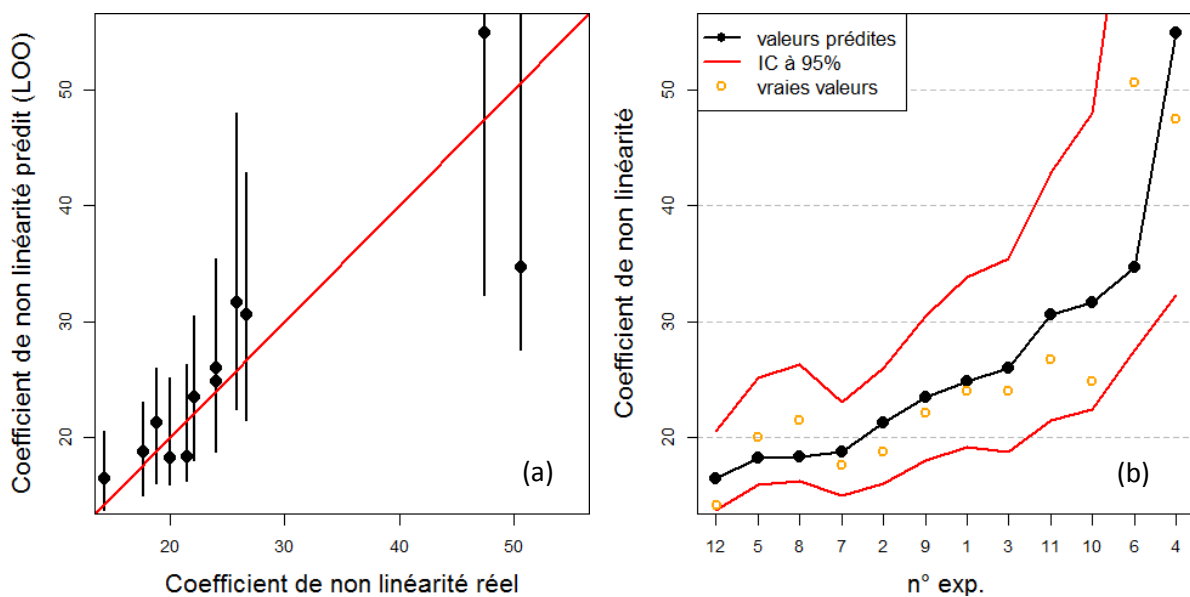 Coefficient de non linéarité prédit (LOO)
50
40
30
20
(a)
20 30 40 50
Coefficient de non linéarité réel
valeurs prédites
IC à 95%
vraies valeurs
Coefficient de non linéarité
50
40
30
20
(b)
12 5 8 7 2 9 1 3 11 10 6 4
n° exp.